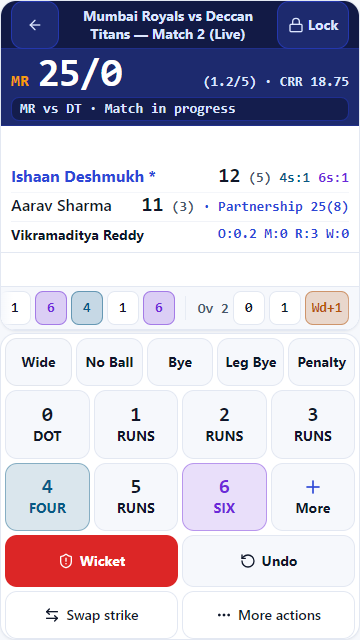 Mumbai Royals vs Deccan
Titans — Match 2 (Live)
Lock
MR 25/0 (1.2/5) · CRR 18.75
MR vs DT · Match in progress
Ishaan Deshmukh * 12 (5) 4s:1 6s:1
Aarav Sharma 11 (3) · Partnership 25(8)
Vikramaditya Reddy O:0.2 M:0 R:3 W:0
1 6 4 1 6 Ov 2 0 1 Wd+1
Wide No Ball Bye Leg Bye Penalty
0 1 2 3
DOT RUNS RUNS RUNS
4 5 6 +
FOUR RUNS SIX More
Wicket Undo
Swap strike More actions